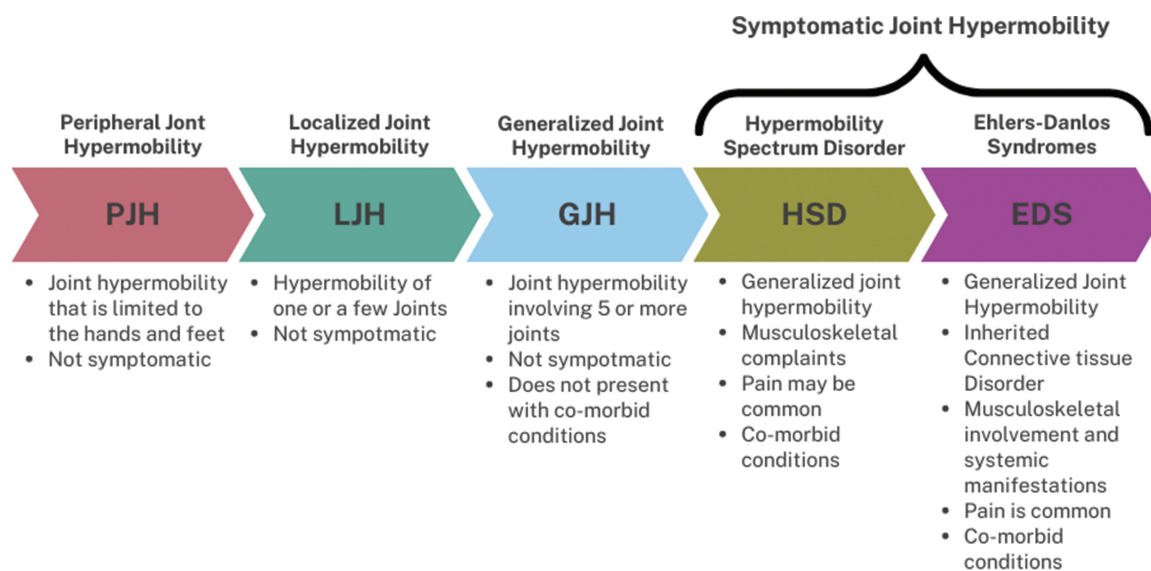 Symptomatic Joint Hypermobility
Peripheral Jont
Hypermobility
Localized Joint
Hypermobility
Generalized Joint
Hypermobility
Hypermobility
Spectrum Disorder
Ehlers-Danlos
Syndromes
PJH
LJH
GJH
HSD
EDS
• Joint hypermobility
that is limited to
the hands and feet
• Not symptomatic
• Hypermobility of
one or a few Joints
• Not sympotmatic
• Joint hypermobility
involving 5 or more
joints
• Not sympotmatic
• Does not present
with co-morbid
conditions
• Generalized joint
hypermobility
• Musculoskeletal
complaints
• Pain may be
common
• Co-morbid
conditions
• Generalized Joint
Hypermobility
• Inherited
Connective tissue
Disorder
• Musculoskeletal
involvement and
systemic
manifestations
• Pain is common
• Co-morbid
conditions